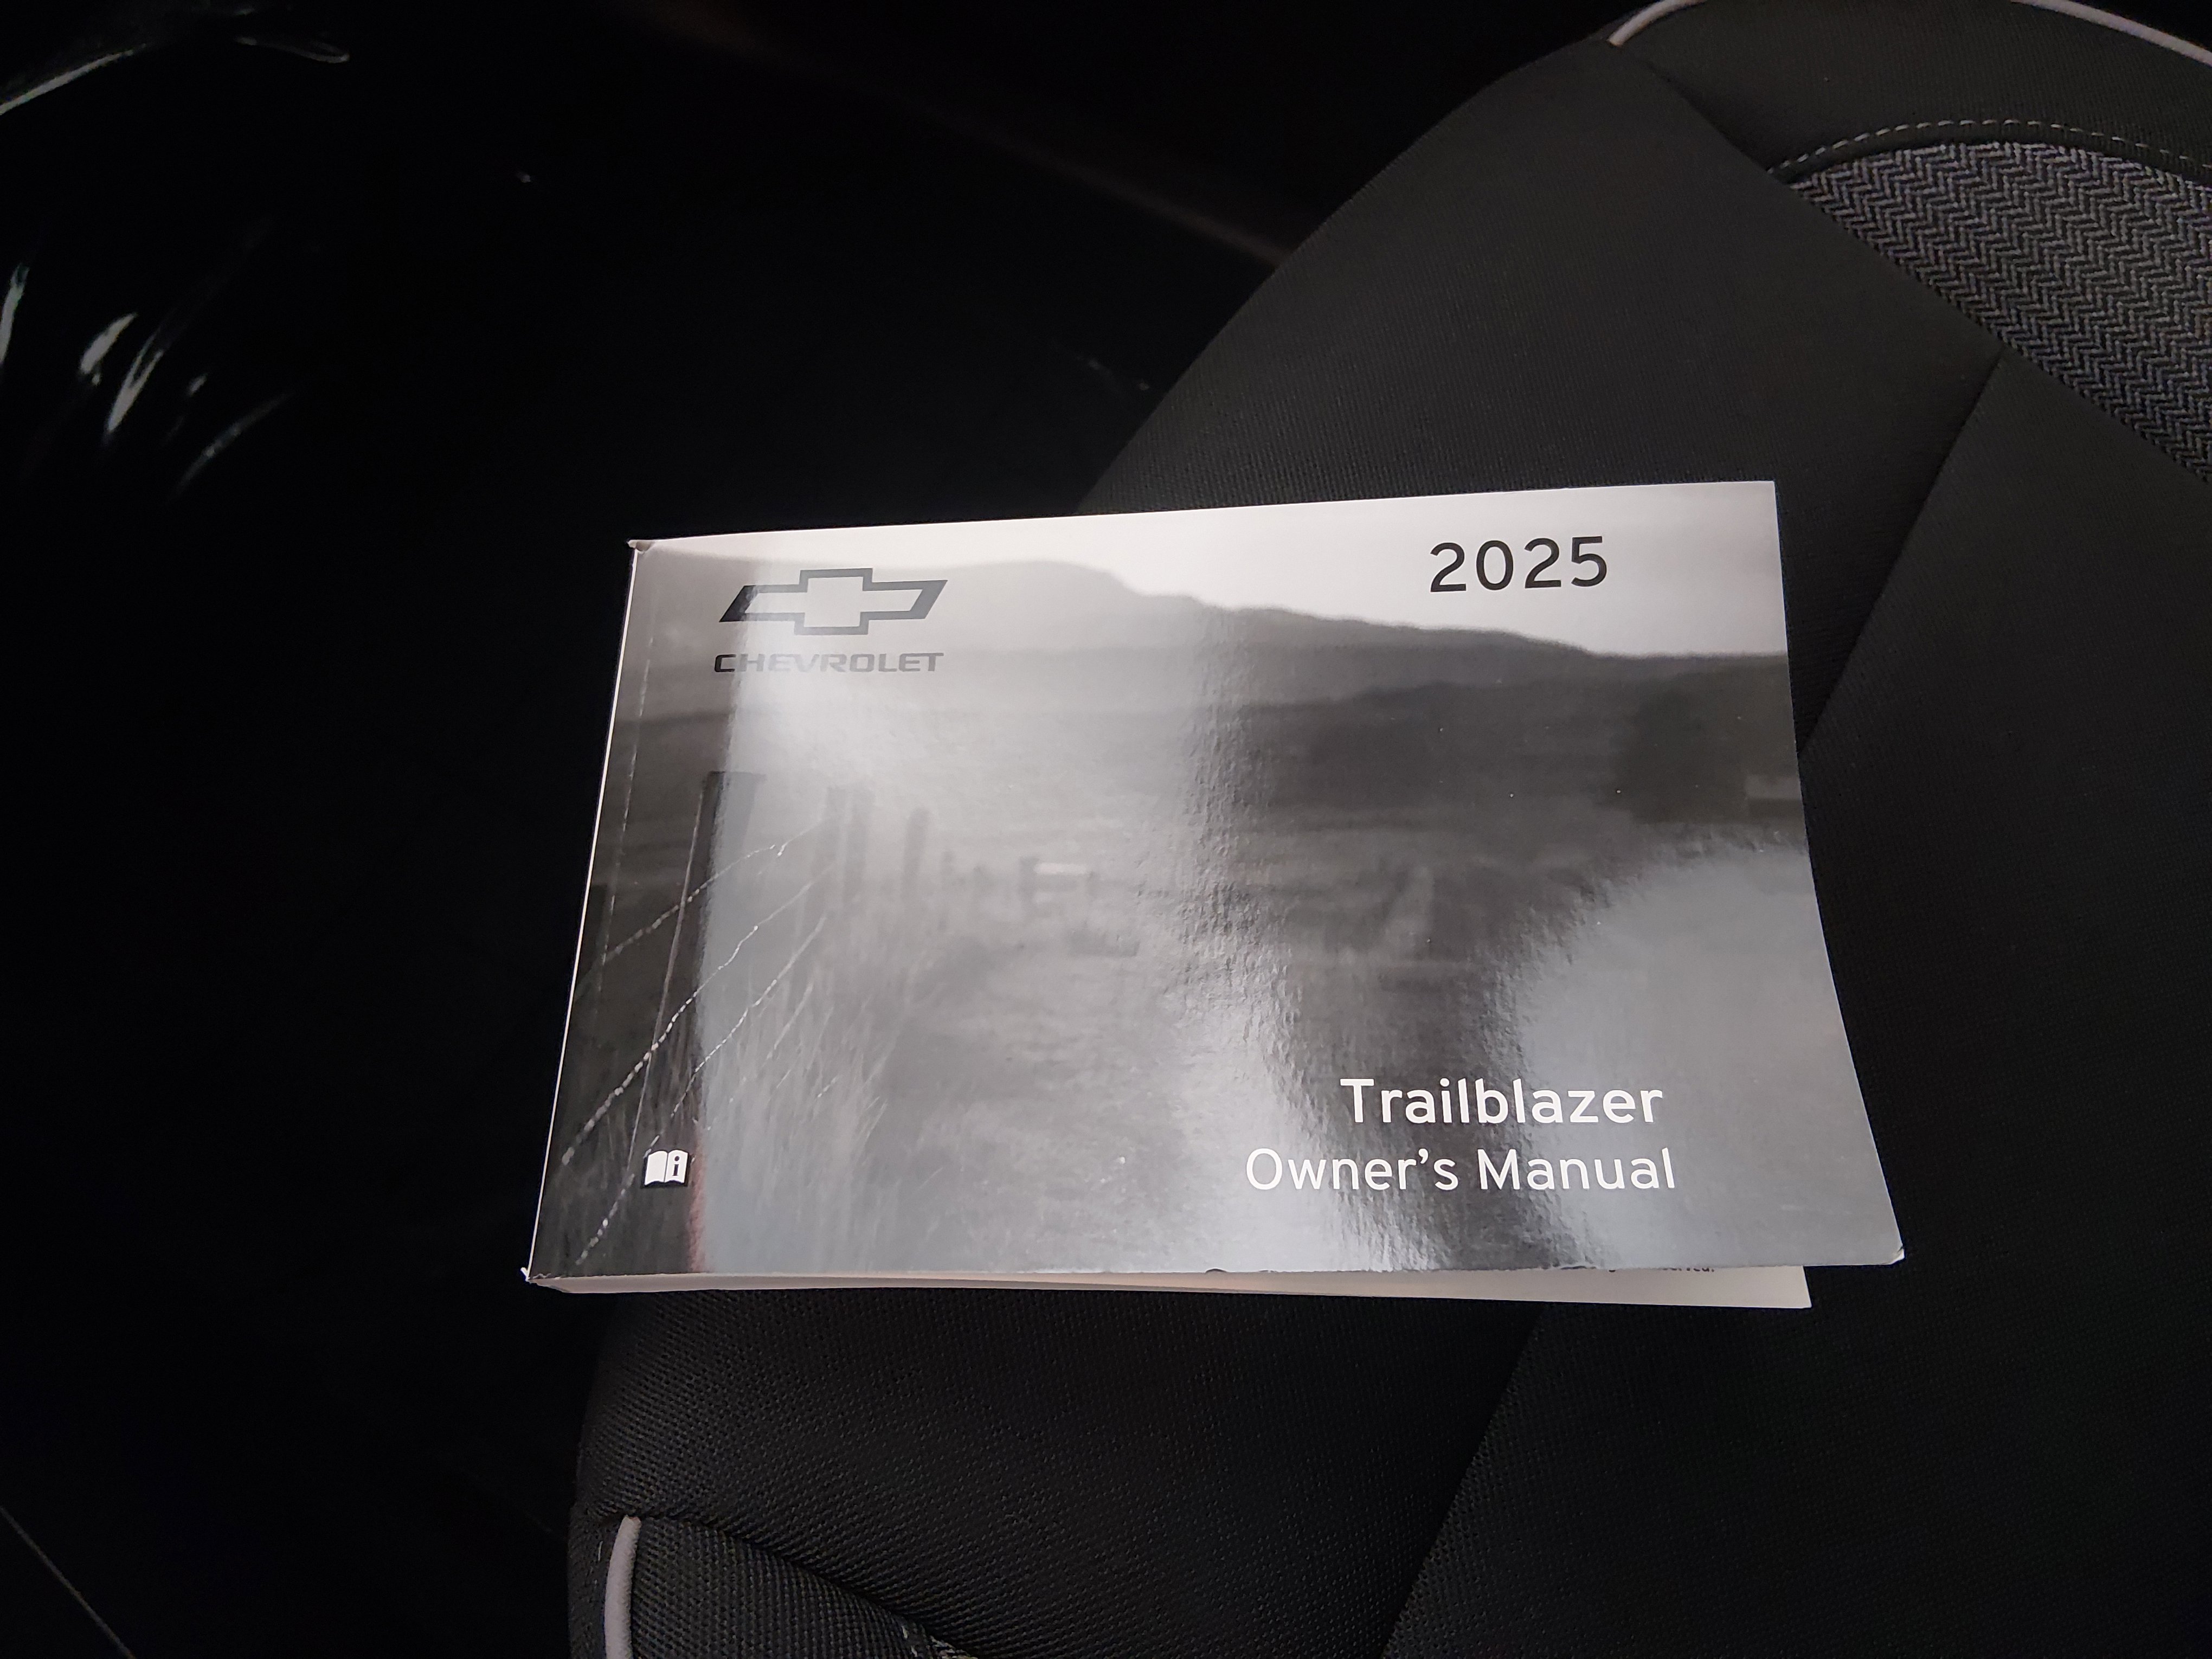 2025
CHEVROLET
Trailblazer
Owner's Manual